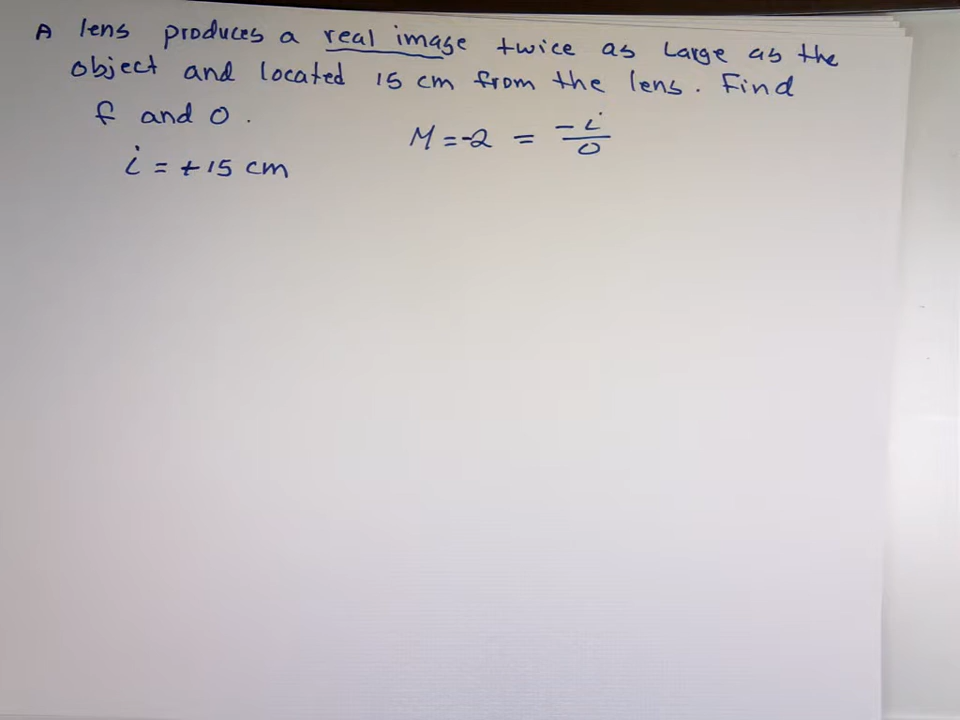 A lens produces a real image twice as large as the
object and located 15 cm from the lens. Find
f and o.
M = -2 = -i/o
i = +15 cm